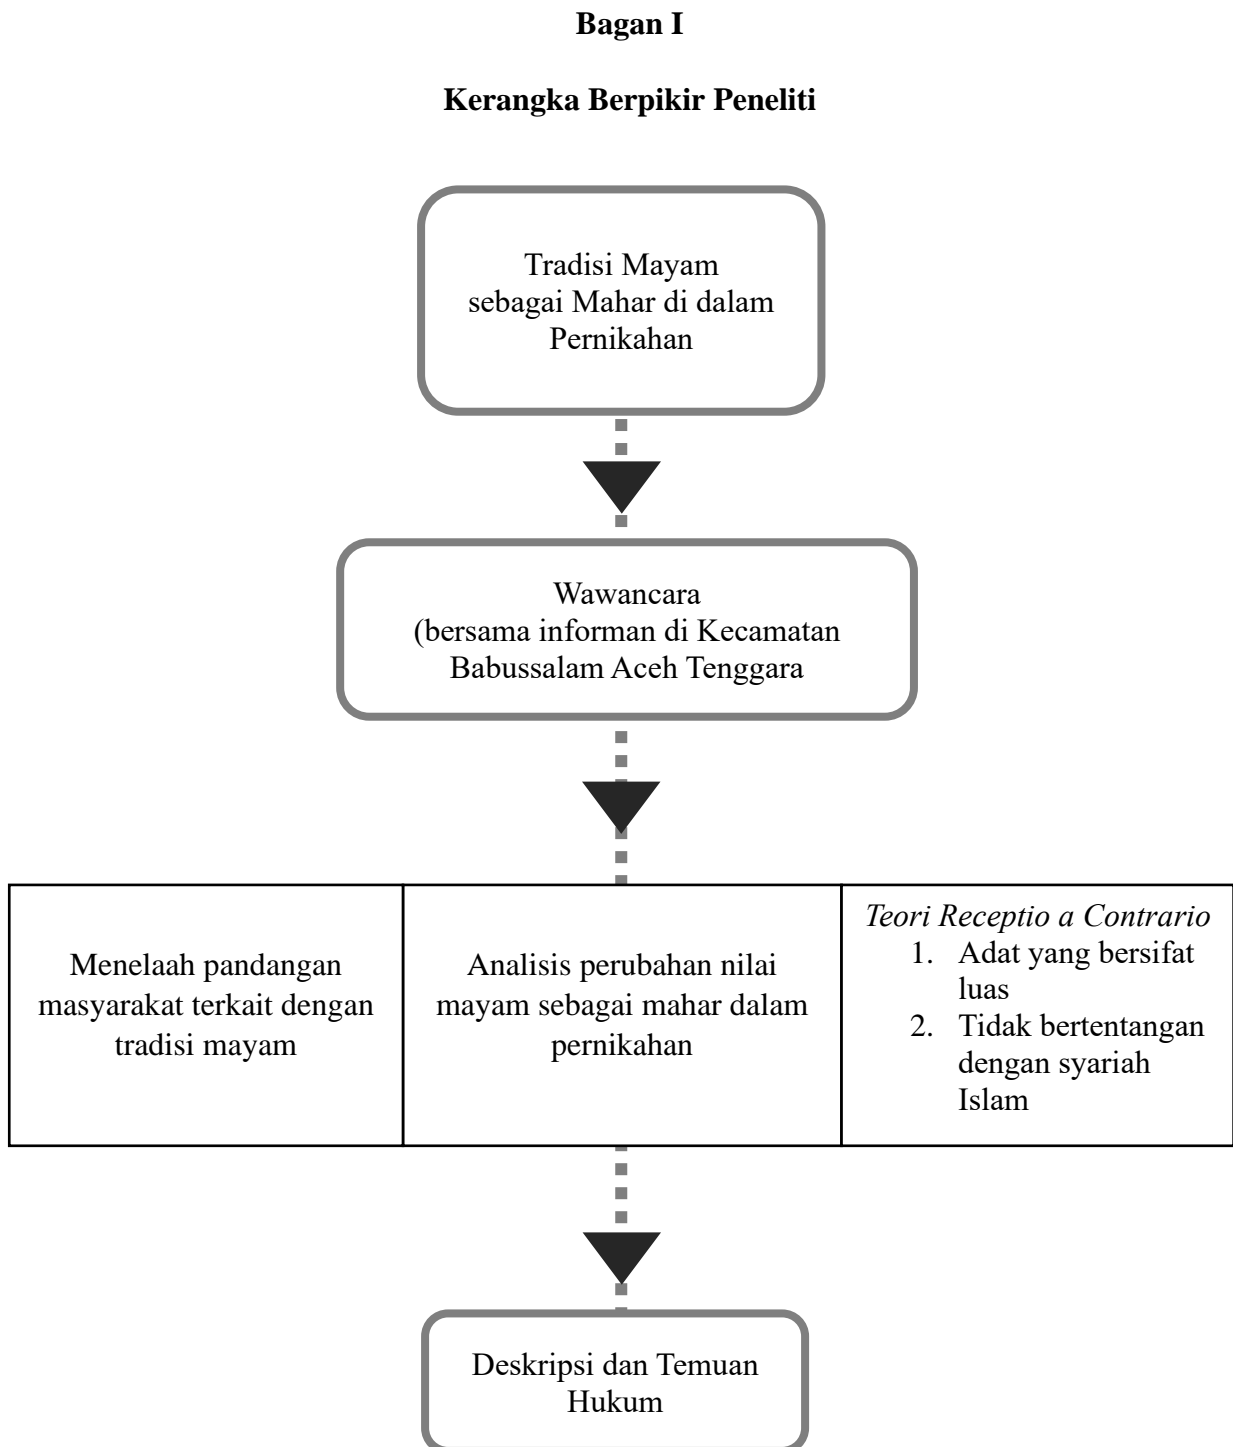 Bagan I
Kerangka Berpikir Peneliti
Tradisi Mayam
sebagai Mahar di dalam
Pernikahan
Wawancara
(bersama informan di Kecamatan
Babussalam Aceh Tenggara
Menelaah pandangan
masyarakat terkait dengan
tradisi mayam
Analisis perubahan nilai
mayam sebagai mahar dalam
pernikahan
Teori Receptio a Contrario
1. Adat yang bersifat
luas
2. Tidak bertentangan
dengan syariah
Islam
Deskripsi dan Temuan
Hukum